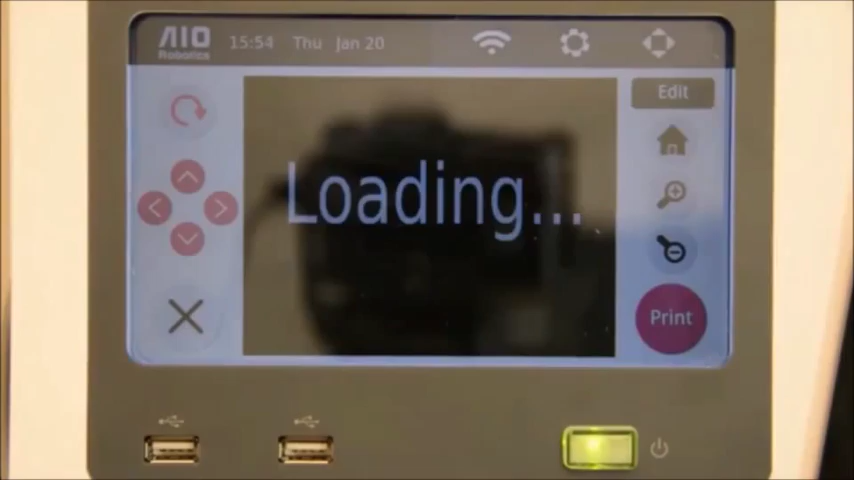 AIO
Robotics
15:54 Thu Jan 20
Edit
Loading...
Print